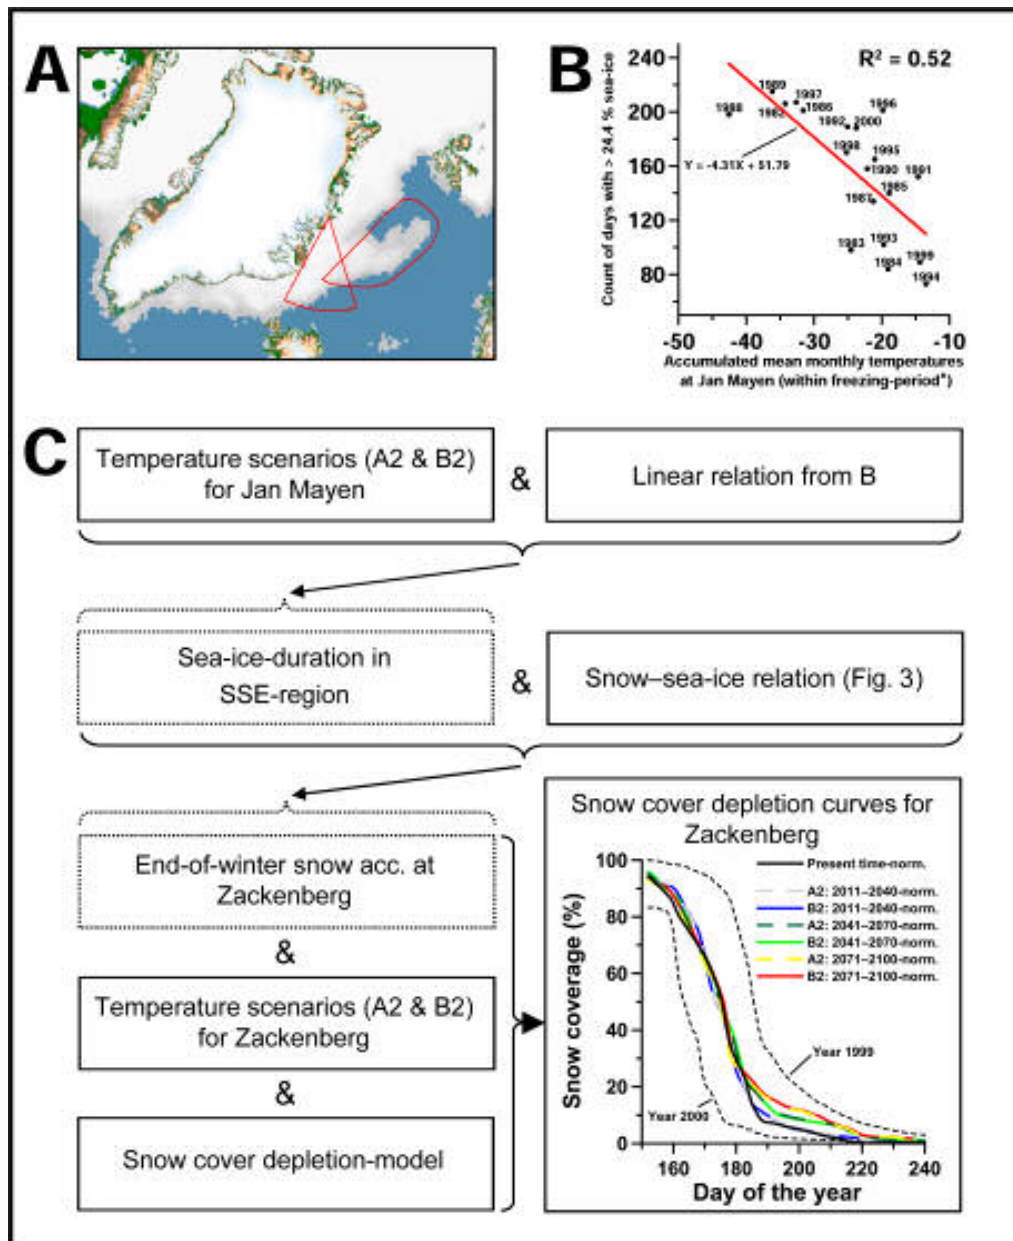 A
B
R² = 0.52
Count of days with > 24.4 % sea-ice
240
200
160
120
80
1989
1997
1988
1982
1986
1996
1992
2000
1998
1995
Y = -4.31X + 51.79
1990
1991
1985
1987
1983
1993
1999
1984
1994
-50
-40
-30
-20
-10
Accumulated mean monthly temperatures
at Jan Mayen (within freezing-period*)
C
Temperature scenarios (A2 & B2)
for Jan Mayen
&
Linear relation from B
Sea-ice-duration in
SSE-region
&
Snow–sea-ice relation (Fig. 3)
End-of-winter snow acc. at
Zackenberg
&
Temperature scenarios (A2 & B2)
for Zackenberg
&
Snow cover depletion-model
Snow cover depletion curves for
Zackenberg
Snow coverage (%)
100
80
60
40
20
0
Present time-norm.
A2: 2011–2040-norm.
B2: 2011–2040-norm.
A2: 2041–2070-norm.
B2: 2041–2070-norm.
A2: 2071–2100-norm.
B2: 2071–2100-norm.
Year 1999
Year 2000
160
180
200
220
240
Day of the year